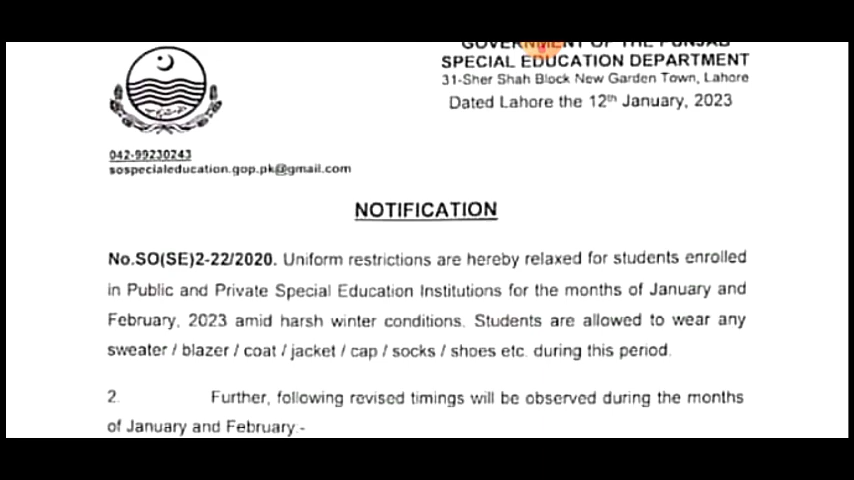 GOVERNMENT OF THE PUNJAB
SPECIAL EDUCATION DEPARTMENT
31-Sher Shah Block New Garden Town, Lahore
Dated Lahore the 12th January, 2023
042-99230243
sospecialeducation.gop.pk@gmail.com
NOTIFICATION
No.SO(SE)2-22/2020. Uniform restrictions are hereby relaxed for students enrolled
in Public and Private Special Education Institutions for the months of January and
February, 2023 amid harsh winter conditions. Students are allowed to wear any
sweater / blazer / coat / jacket / cap / socks / shoes etc. during this period.
2. Further, following revised timings will be observed during the months
of January and February.-